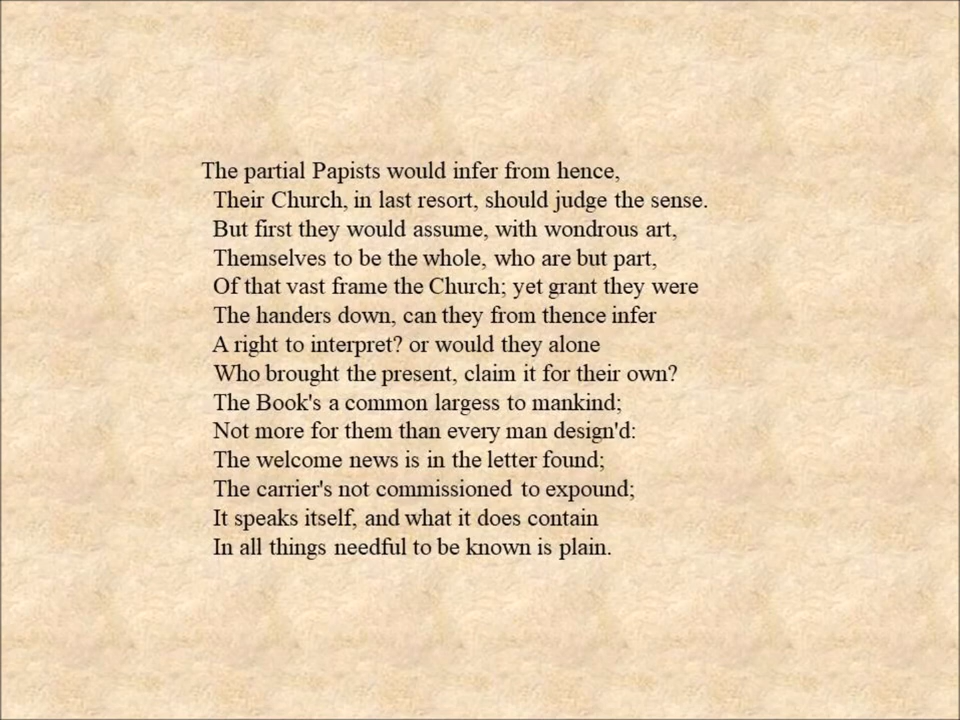 The partial Papists would infer from hence,
Their Church, in last resort, should judge the sense.
But first they would assume, with wondrous art,
Themselves to be the whole, who are but part,
Of that vast frame the Church; yet grant they were
The handers down, can they from thence infer
A right to interpret? or would they alone
Who brought the present, claim it for their own?
The Book's a common largess to mankind;
Not more for them than every man design'd:
The welcome news is in the letter found;
The carrier's not commissioned to expound;
It speaks itself, and what it does contain
In all things needful to be known is plain.